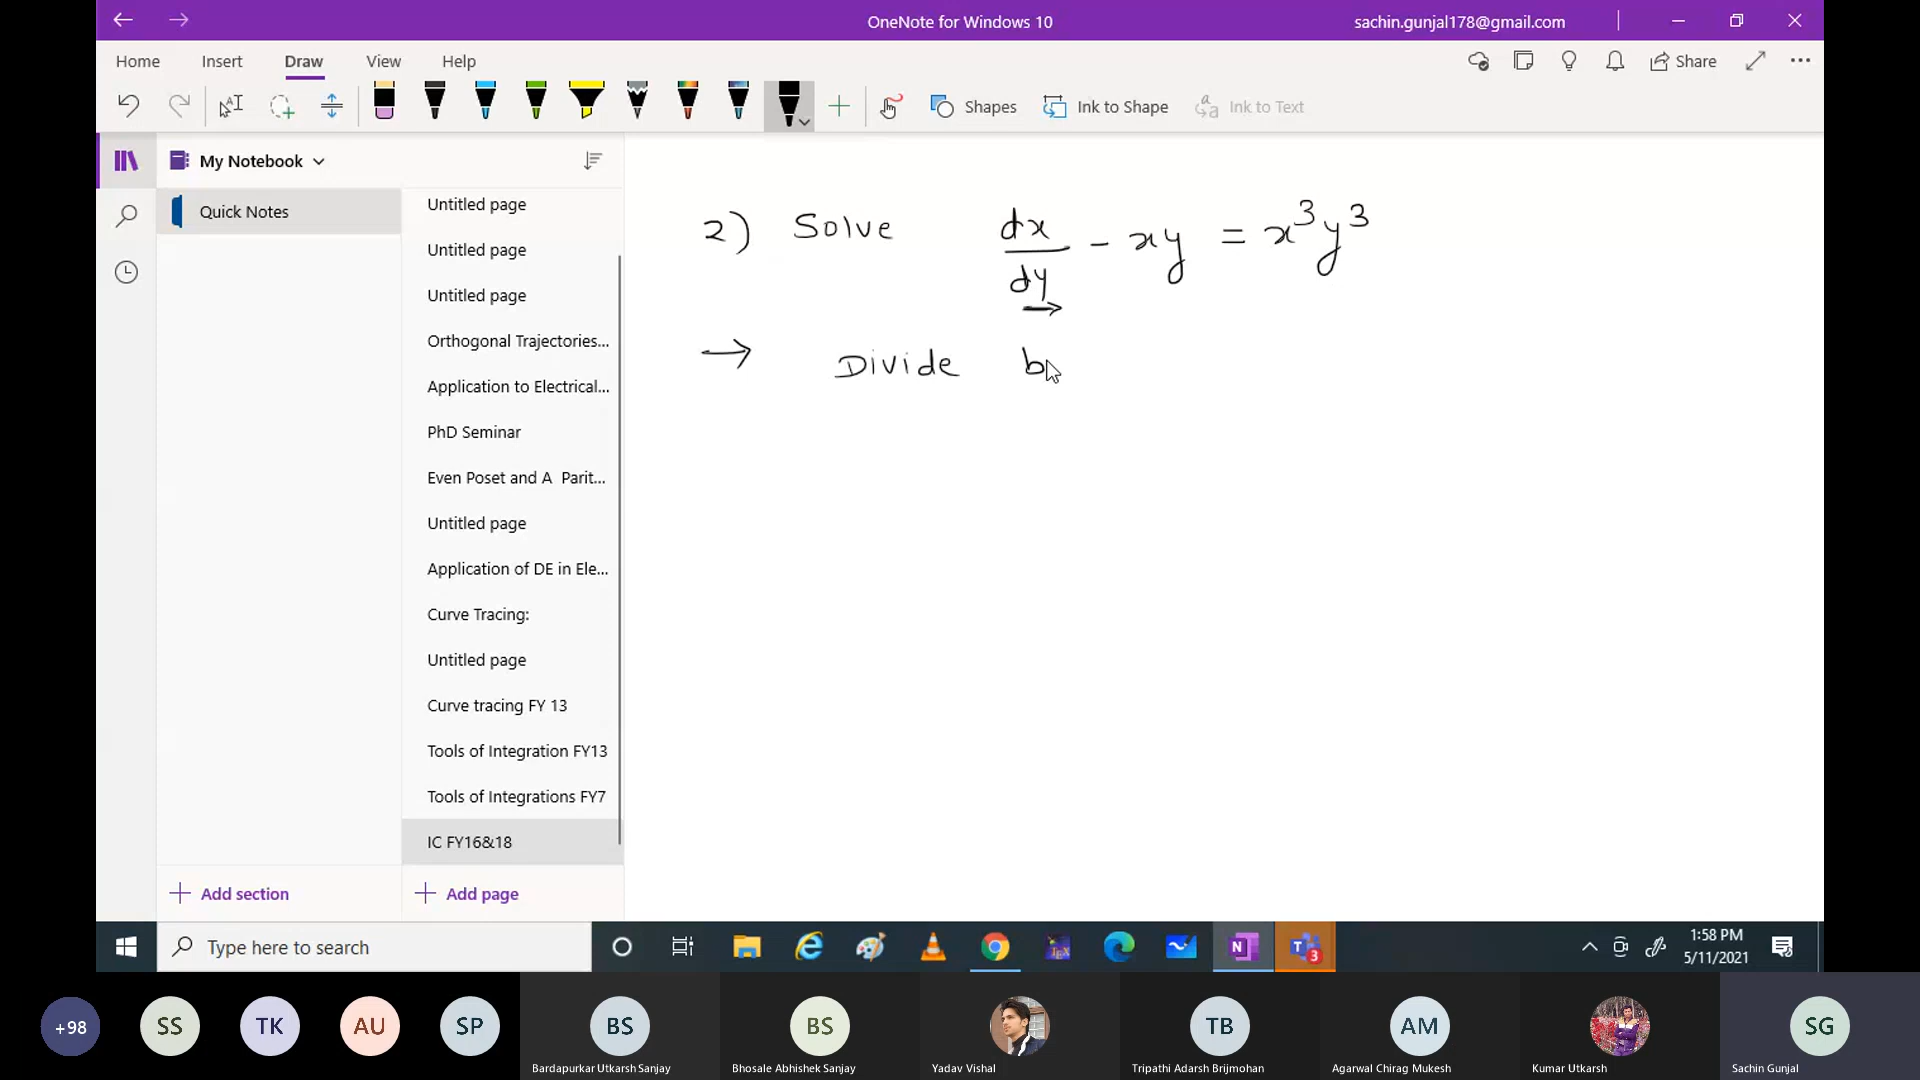 OneNote for Windows 10
sachin.gunjal178@gmail.com
Home Insert Draw View Help
Share
Shapes Ink to Shape Ink to Text
My Notebook
Quick Notes
Untitled page
Untitled page
Untitled page
Orthogonal Trajectories...
Application to Electrical...
PhD Seminar
Even Poset and A Parit...
Untitled page
Application of DE in Ele...
Curve Tracing:
Untitled page
Curve tracing FY 13
Tools of Integration FY13
Tools of Integrations FY7
IC FY16&18
Add section
Add page
2) Solve dx/dy - xy = x³y³
→ Divide b
Type here to search
N
T 3
1:58 PM
5/11/2021
+98
SS
TK
AU
SP
BS
Bardapurkar Utkarsh Sanjay
BS
Bhosale Abhishek Sanjay
Yadav Vishal
TB
Tripathi Adarsh Brijmohan
AM
Agarwal Chirag Mukesh
Kumar Utkarsh
SG
Sachin Gunjal